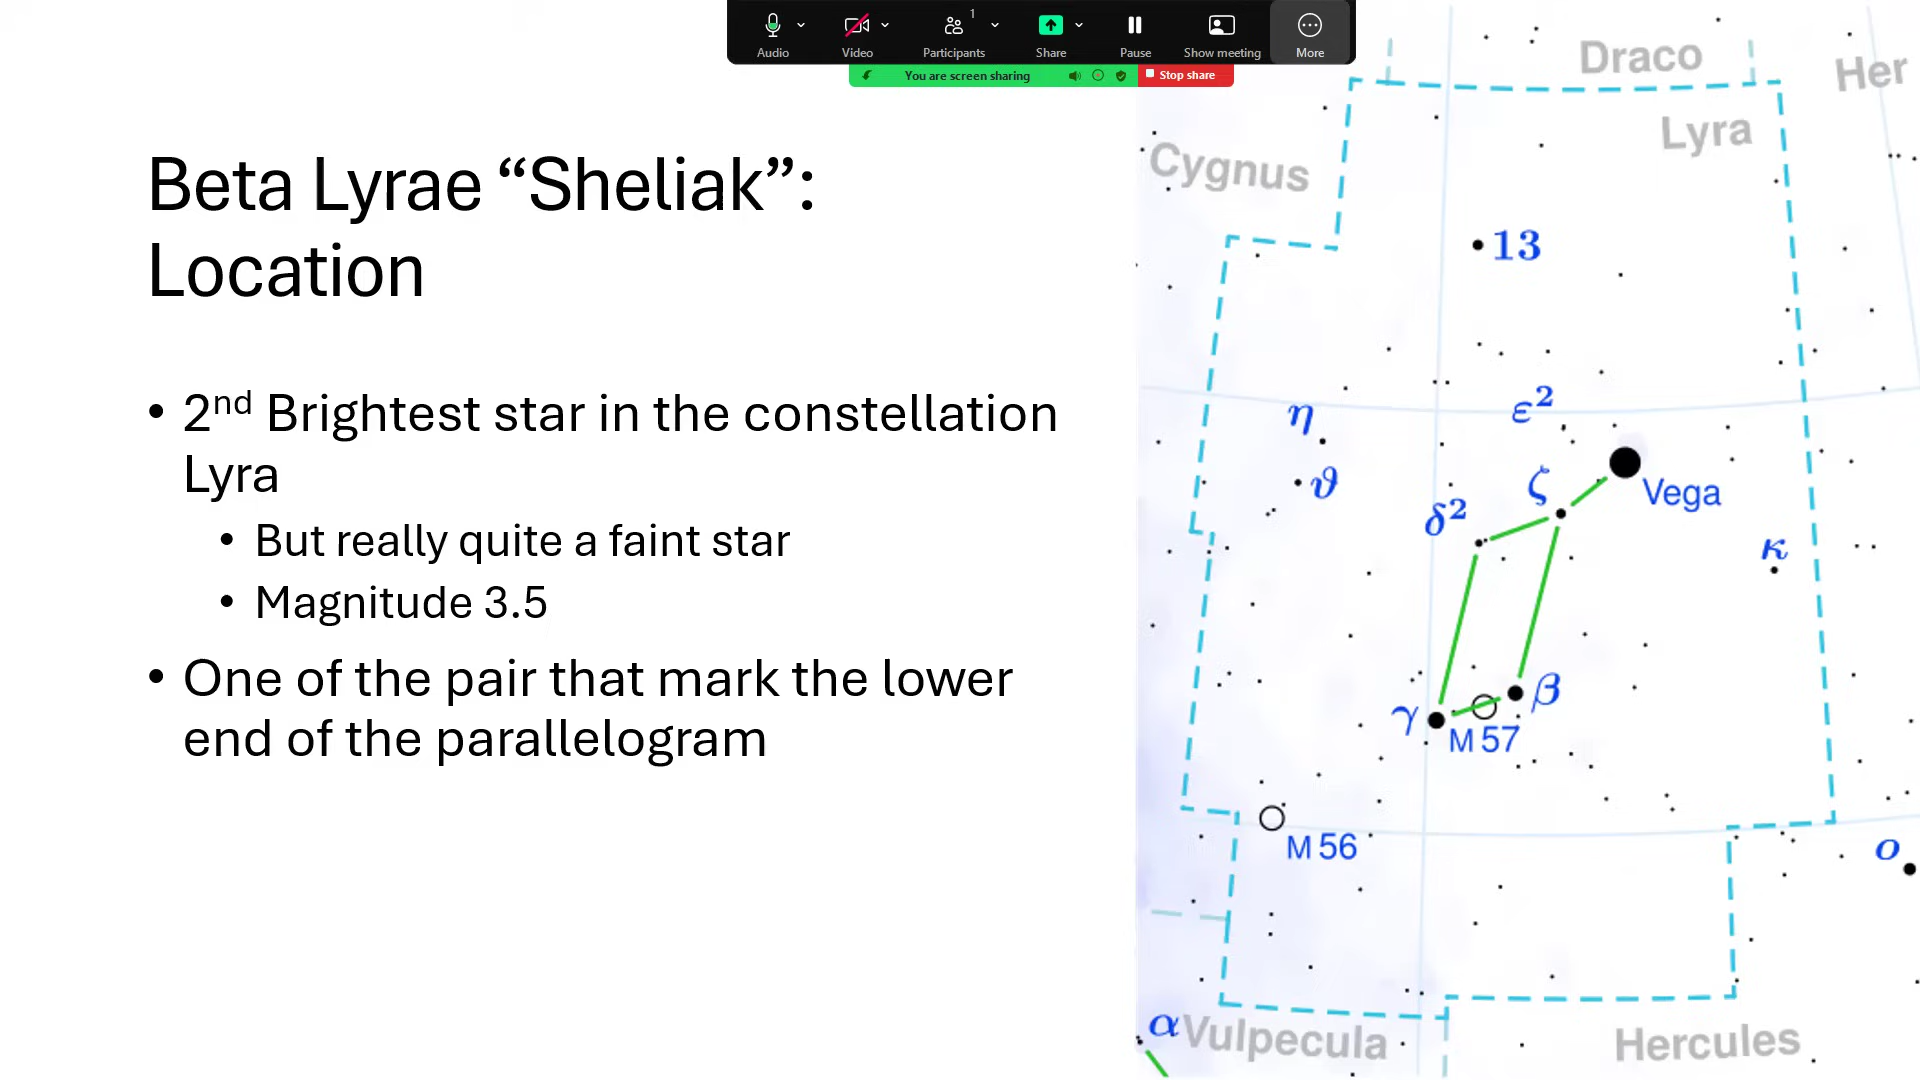 Audio
Video
1
Participants
Share
Pause
Show meeting
More
You are screen sharing
Stop share
Beta Lyrae “Sheliak”:
Location
• 2nd Brightest star in the constellation
Lyra
• But really quite a faint star
• Magnitude 3.5
• One of the pair that mark the lower
end of the parallelogram
Draco
Her
Lyra
Cygnus
13
ε²
η
ϑ
ζ
Vega
δ²
κ
β
γ
M 57
M 56
ο
α
Vulpecula
Hercules